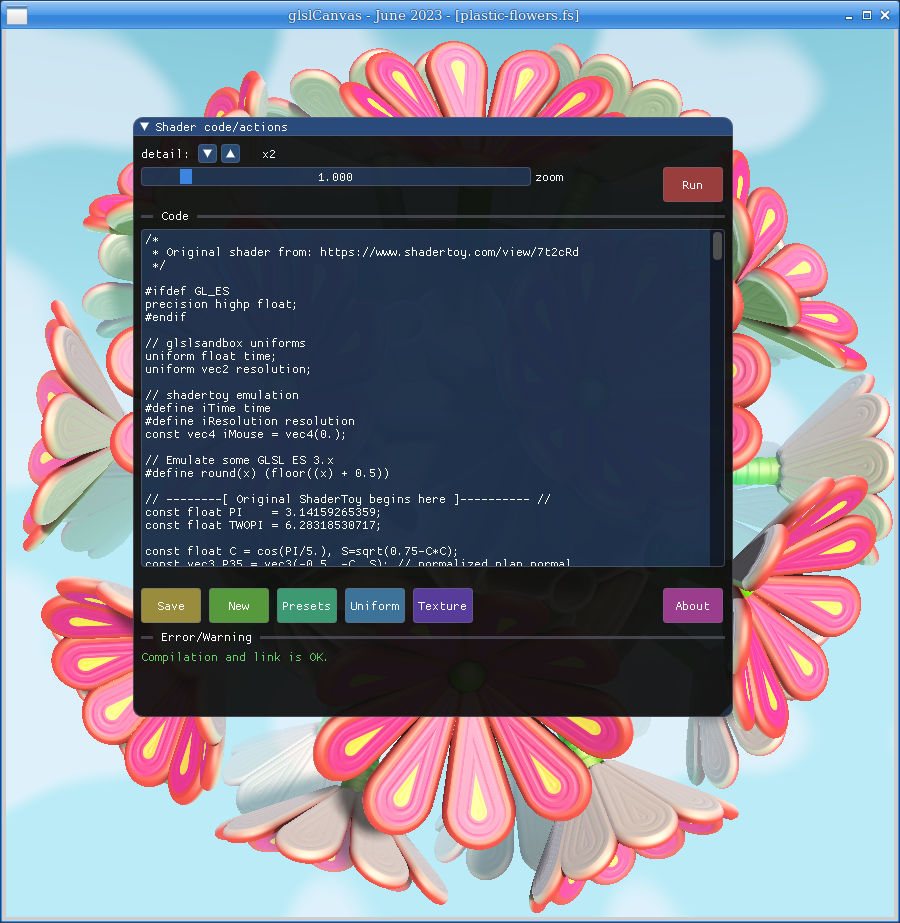 glslCanvas - June 2023 - [plastic-flowers.fs]
Shader code/actions
detail: x2
1.000 zoom
Run
Code
/*
 * Original shader from: https://www.shadertoy.com/view/7t2cRd
 */
#ifdef GL_ES
precision highp float;
#endif
// glslsandbox uniforms
uniform float time;
uniform vec2 resolution;
// shadertoy emulation
#define iTime time
#define iResolution resolution
const vec4 iMouse = vec4(0.);
// Emulate some GLSL ES 3.x
#define round(x) (floor((x) + 0.5))
// --------[ Original ShaderToy begins here ]---------- //
const float PI    = 3.14159265359;
const float TWOPI = 6.28318530717;
const float C = cos(PI/5.), S=sqrt(0.75-C*C);
const vec3 P35 = vec3(-0.5, -C, S); // normalized plan normal
Save New Presets Uniform Texture About
Error/Warning
Compilation and link is OK.